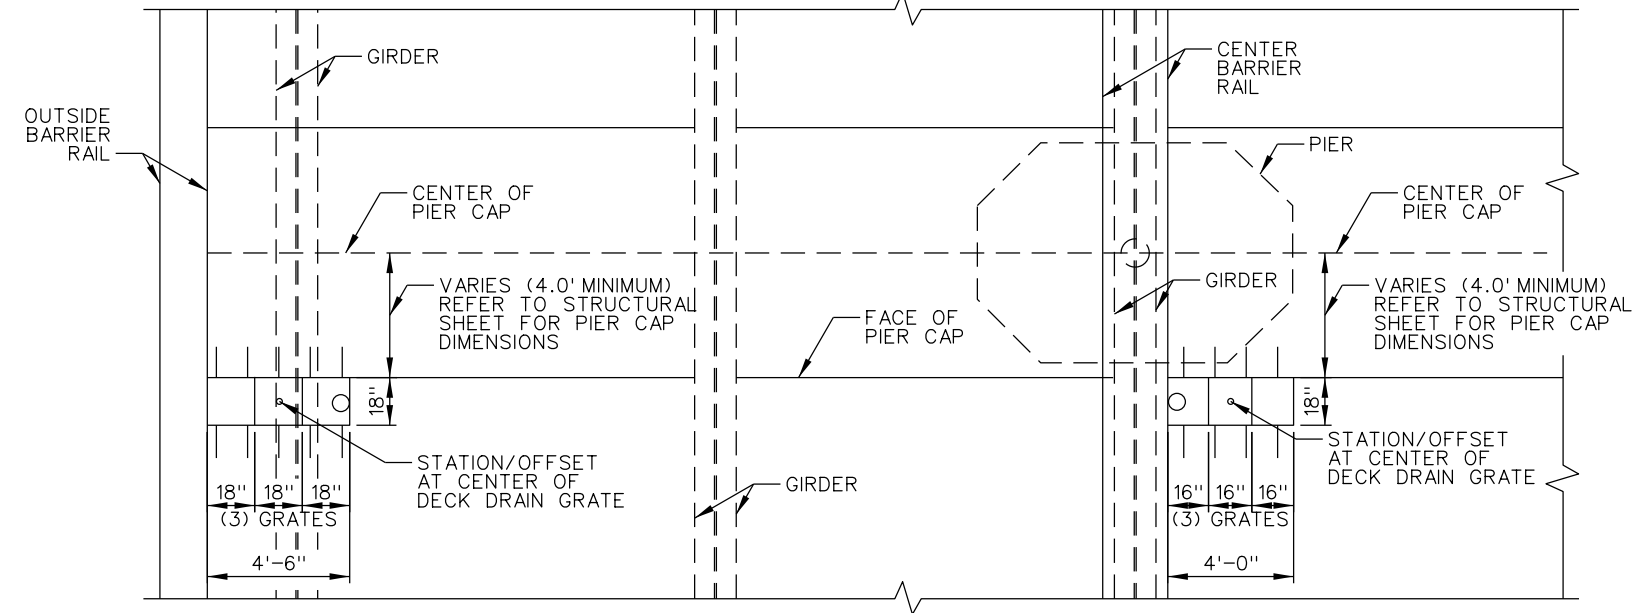 GIRDER
CENTER
BARRIER
RAIL
OUTSIDE
BARRIER
RAIL
PIER
CENTER OF
PIER CAP
CENTER OF
PIER CAP
VARIES (4.0' MINIMUM)
REFER TO STRUCTURAL
SHEET FOR PIER CAP
DIMENSIONS
FACE OF
PIER CAP
GIRDER
VARIES (4.0' MINIMUM)
REFER TO STRUCTURAL
SHEET FOR PIER CAP
DIMENSIONS
18"
18"
STATION/OFFSET
AT CENTER OF
DECK DRAIN GRATE
GIRDER
STATION/OFFSET
AT CENTER OF
DECK DRAIN GRATE
18" 18" 18"
(3) GRATES
4'-6"
16" 16" 16"
(3) GRATES
4'-0"